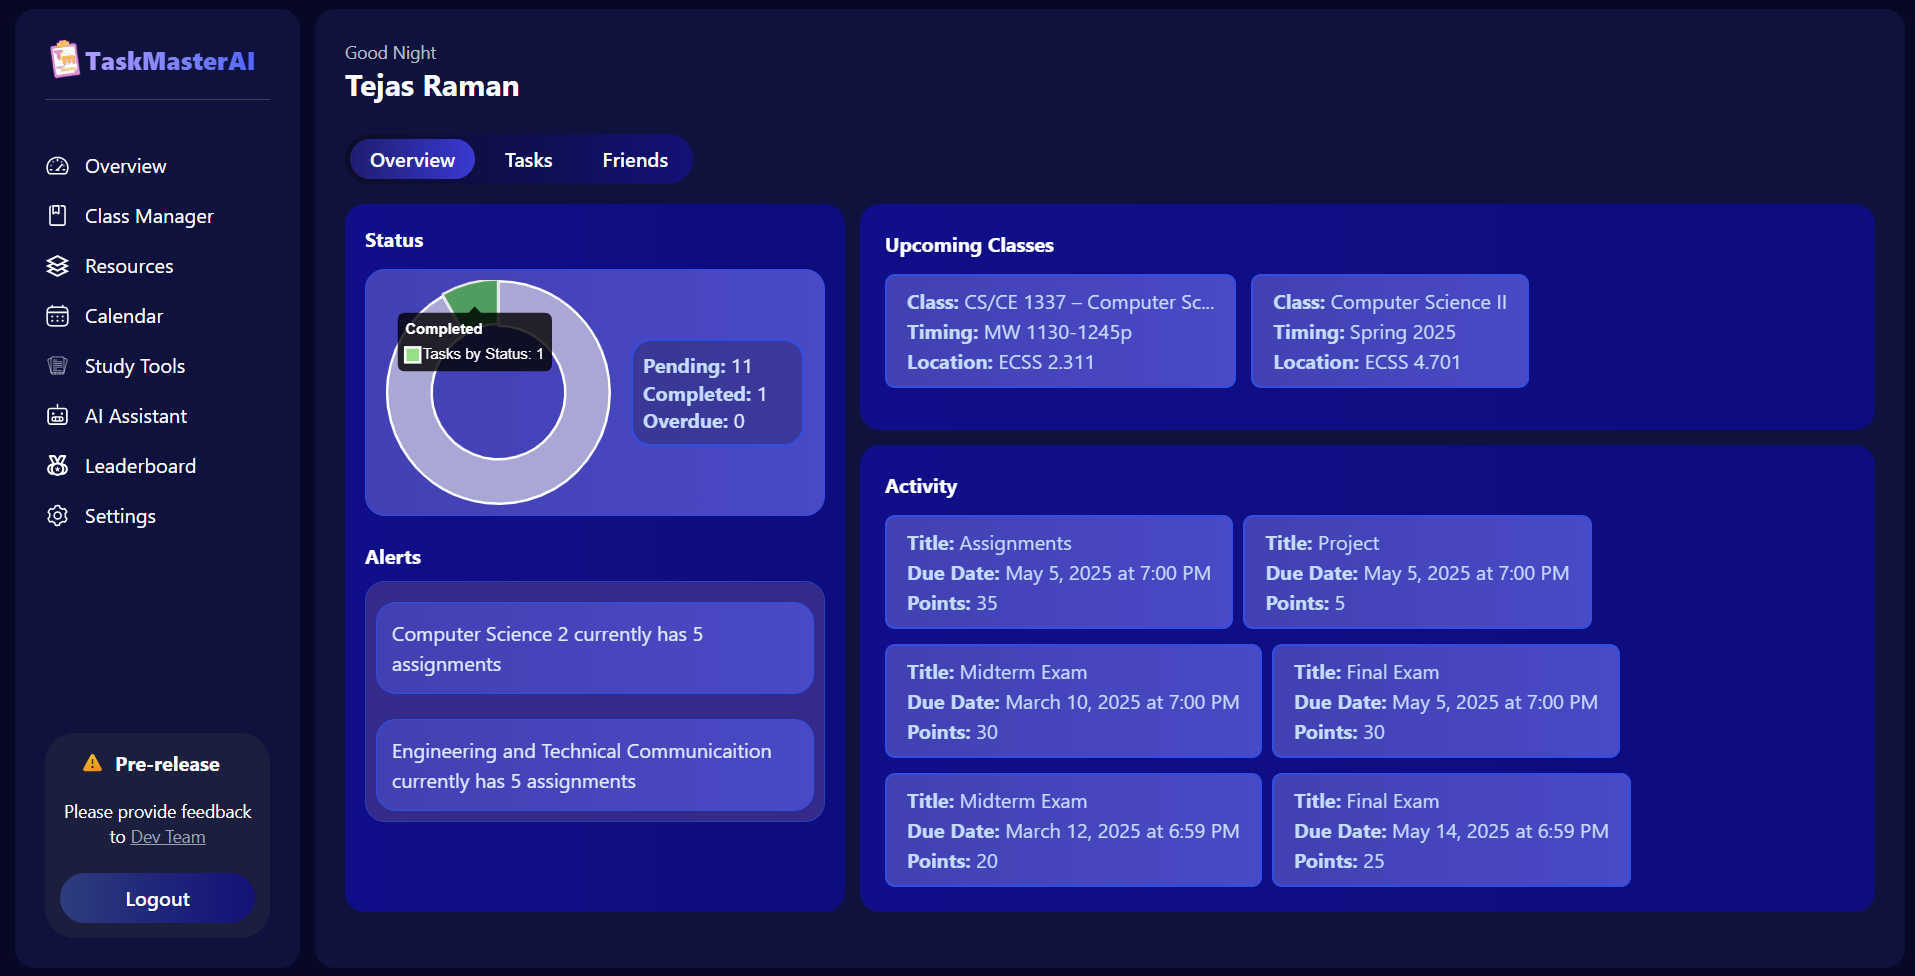 TaskMasterAI
Overview
Class Manager
Resources
Calendar
Study Tools
AI Assistant
Leaderboard
Settings
Pre-release
Please provide feedback
to Dev Team
Logout
Good Night
Tejas Raman
Overview
Tasks
Friends
Status
Completed
Tasks by Status: 1
Pending: 11
Completed: 1
Overdue: 0
Alerts
Computer Science 2 currently has 5
assignments
Engineering and Technical Communicaition
currently has 5 assignments
Upcoming Classes
Class: CS/CE 1337 – Computer Sc...
Timing: MW 1130-1245p
Location: ECSS 2.311
Class: Computer Science II
Timing: Spring 2025
Location: ECSS 4.701
Activity
Title: Assignments
Due Date: May 5, 2025 at 7:00 PM
Points: 35
Title: Project
Due Date: May 5, 2025 at 7:00 PM
Points: 5
Title: Midterm Exam
Due Date: March 10, 2025 at 7:00 PM
Points: 30
Title: Final Exam
Due Date: May 5, 2025 at 7:00 PM
Points: 30
Title: Midterm Exam
Due Date: March 12, 2025 at 6:59 PM
Points: 20
Title: Final Exam
Due Date: May 14, 2025 at 6:59 PM
Points: 25